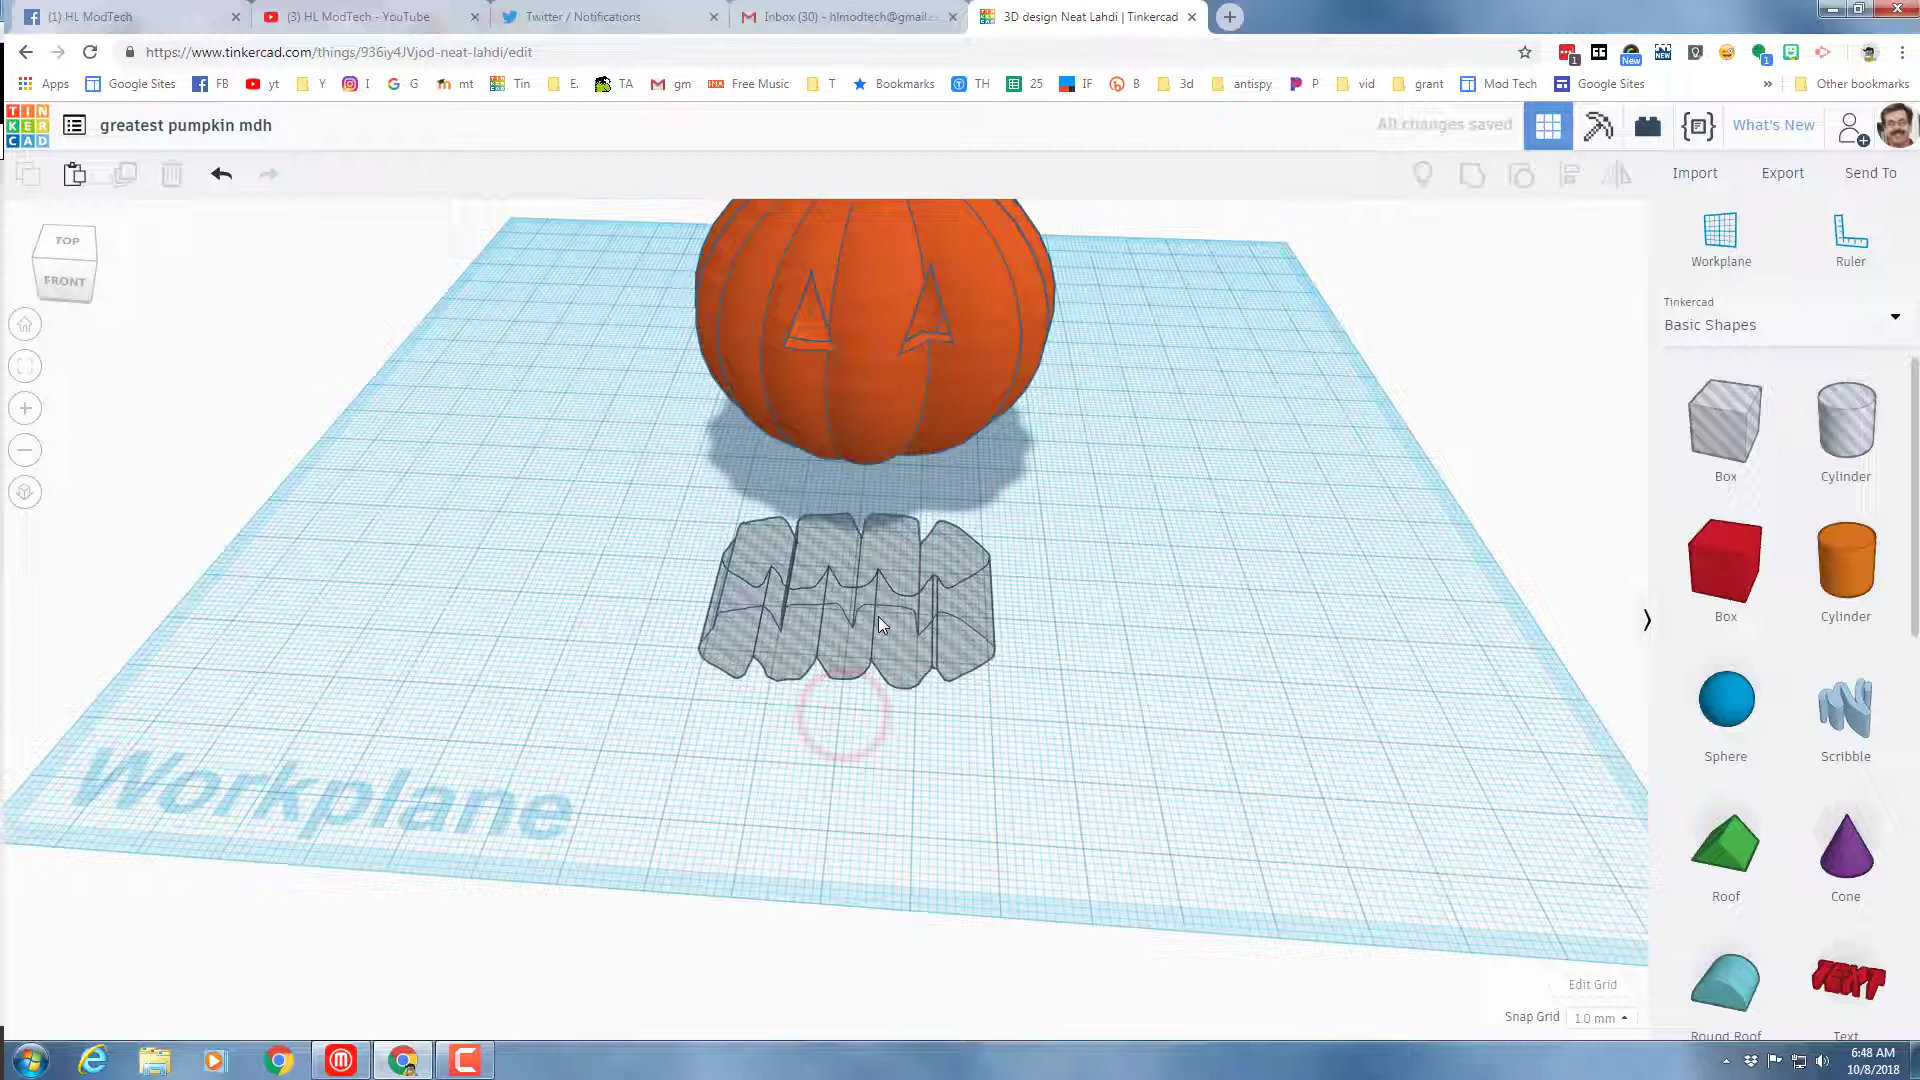 (1) HL ModTech
(3) HL ModTech - YouTube
Twitter / Notifications
Inbox (30) - hlmodtech@gmail.c
3D design Neat Lahdi | Tinkercad
https://www.tinkercad.com/things/936iy4JVjod-neat-lahdi/edit
Apps
Google Sites
FB
yt
Y
I
G
mt
Tin
E.
TA
gm
Free Music
T
Bookmarks
TH
25
IF
B
3d
antispy
P
vid
grant
Mod Tech
Google Sites
»
Other bookmarks
TIN
KER
CAD
greatest pumpkin mdh
All changes saved
What's New
Import
Export
Send To
TOP
FRONT
Workplane
Ruler
Tinkercad
Basic Shapes
Box
Cylinder
Box
Cylinder
Sphere
Scribble
Roof
Cone
TEXT
Round Roof
Text
Workplane
Edit Grid
Snap Grid
1.0 mm
6:48 AM
10/8/2018